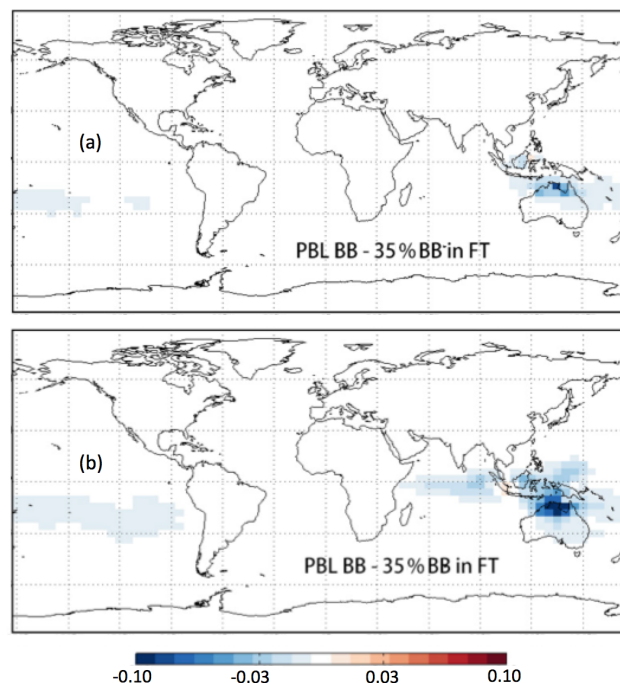 (a)
PBL BB - 35% BB in FT
(b)
PBL BB - 35% BB in FT
-0.10 -0.03 0.03 0.10